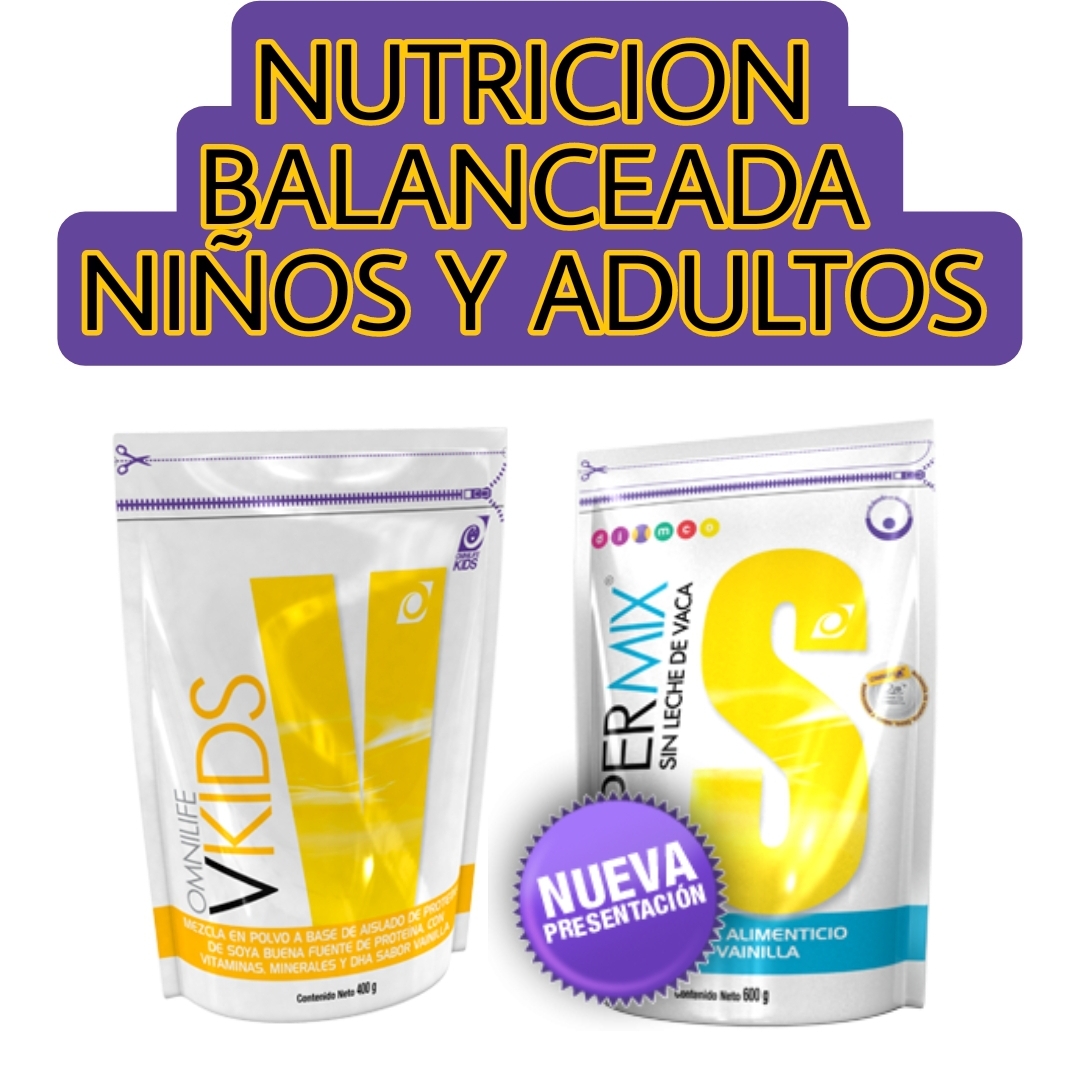 NUTRICION
BALANCEADA
NIÑOS Y ADULTOS
OMNILIFE
KIDS
OMNILIFE
VKIDS
MEZCLA EN POLVO A BASE DE AISLADO DE
DE SOYA BUENA FUENTE DE PROTEÍNA, CON
VITAMINAS, MINERALES Y DHA SABOR VAINILLA
Contenido Neto 400 g
PERMIX®
SIN LECHE DE VACA
NUEVA
PRESENTACIÓN
ALIMENTICIO
VAINILLA
Contenido Neto 600 g